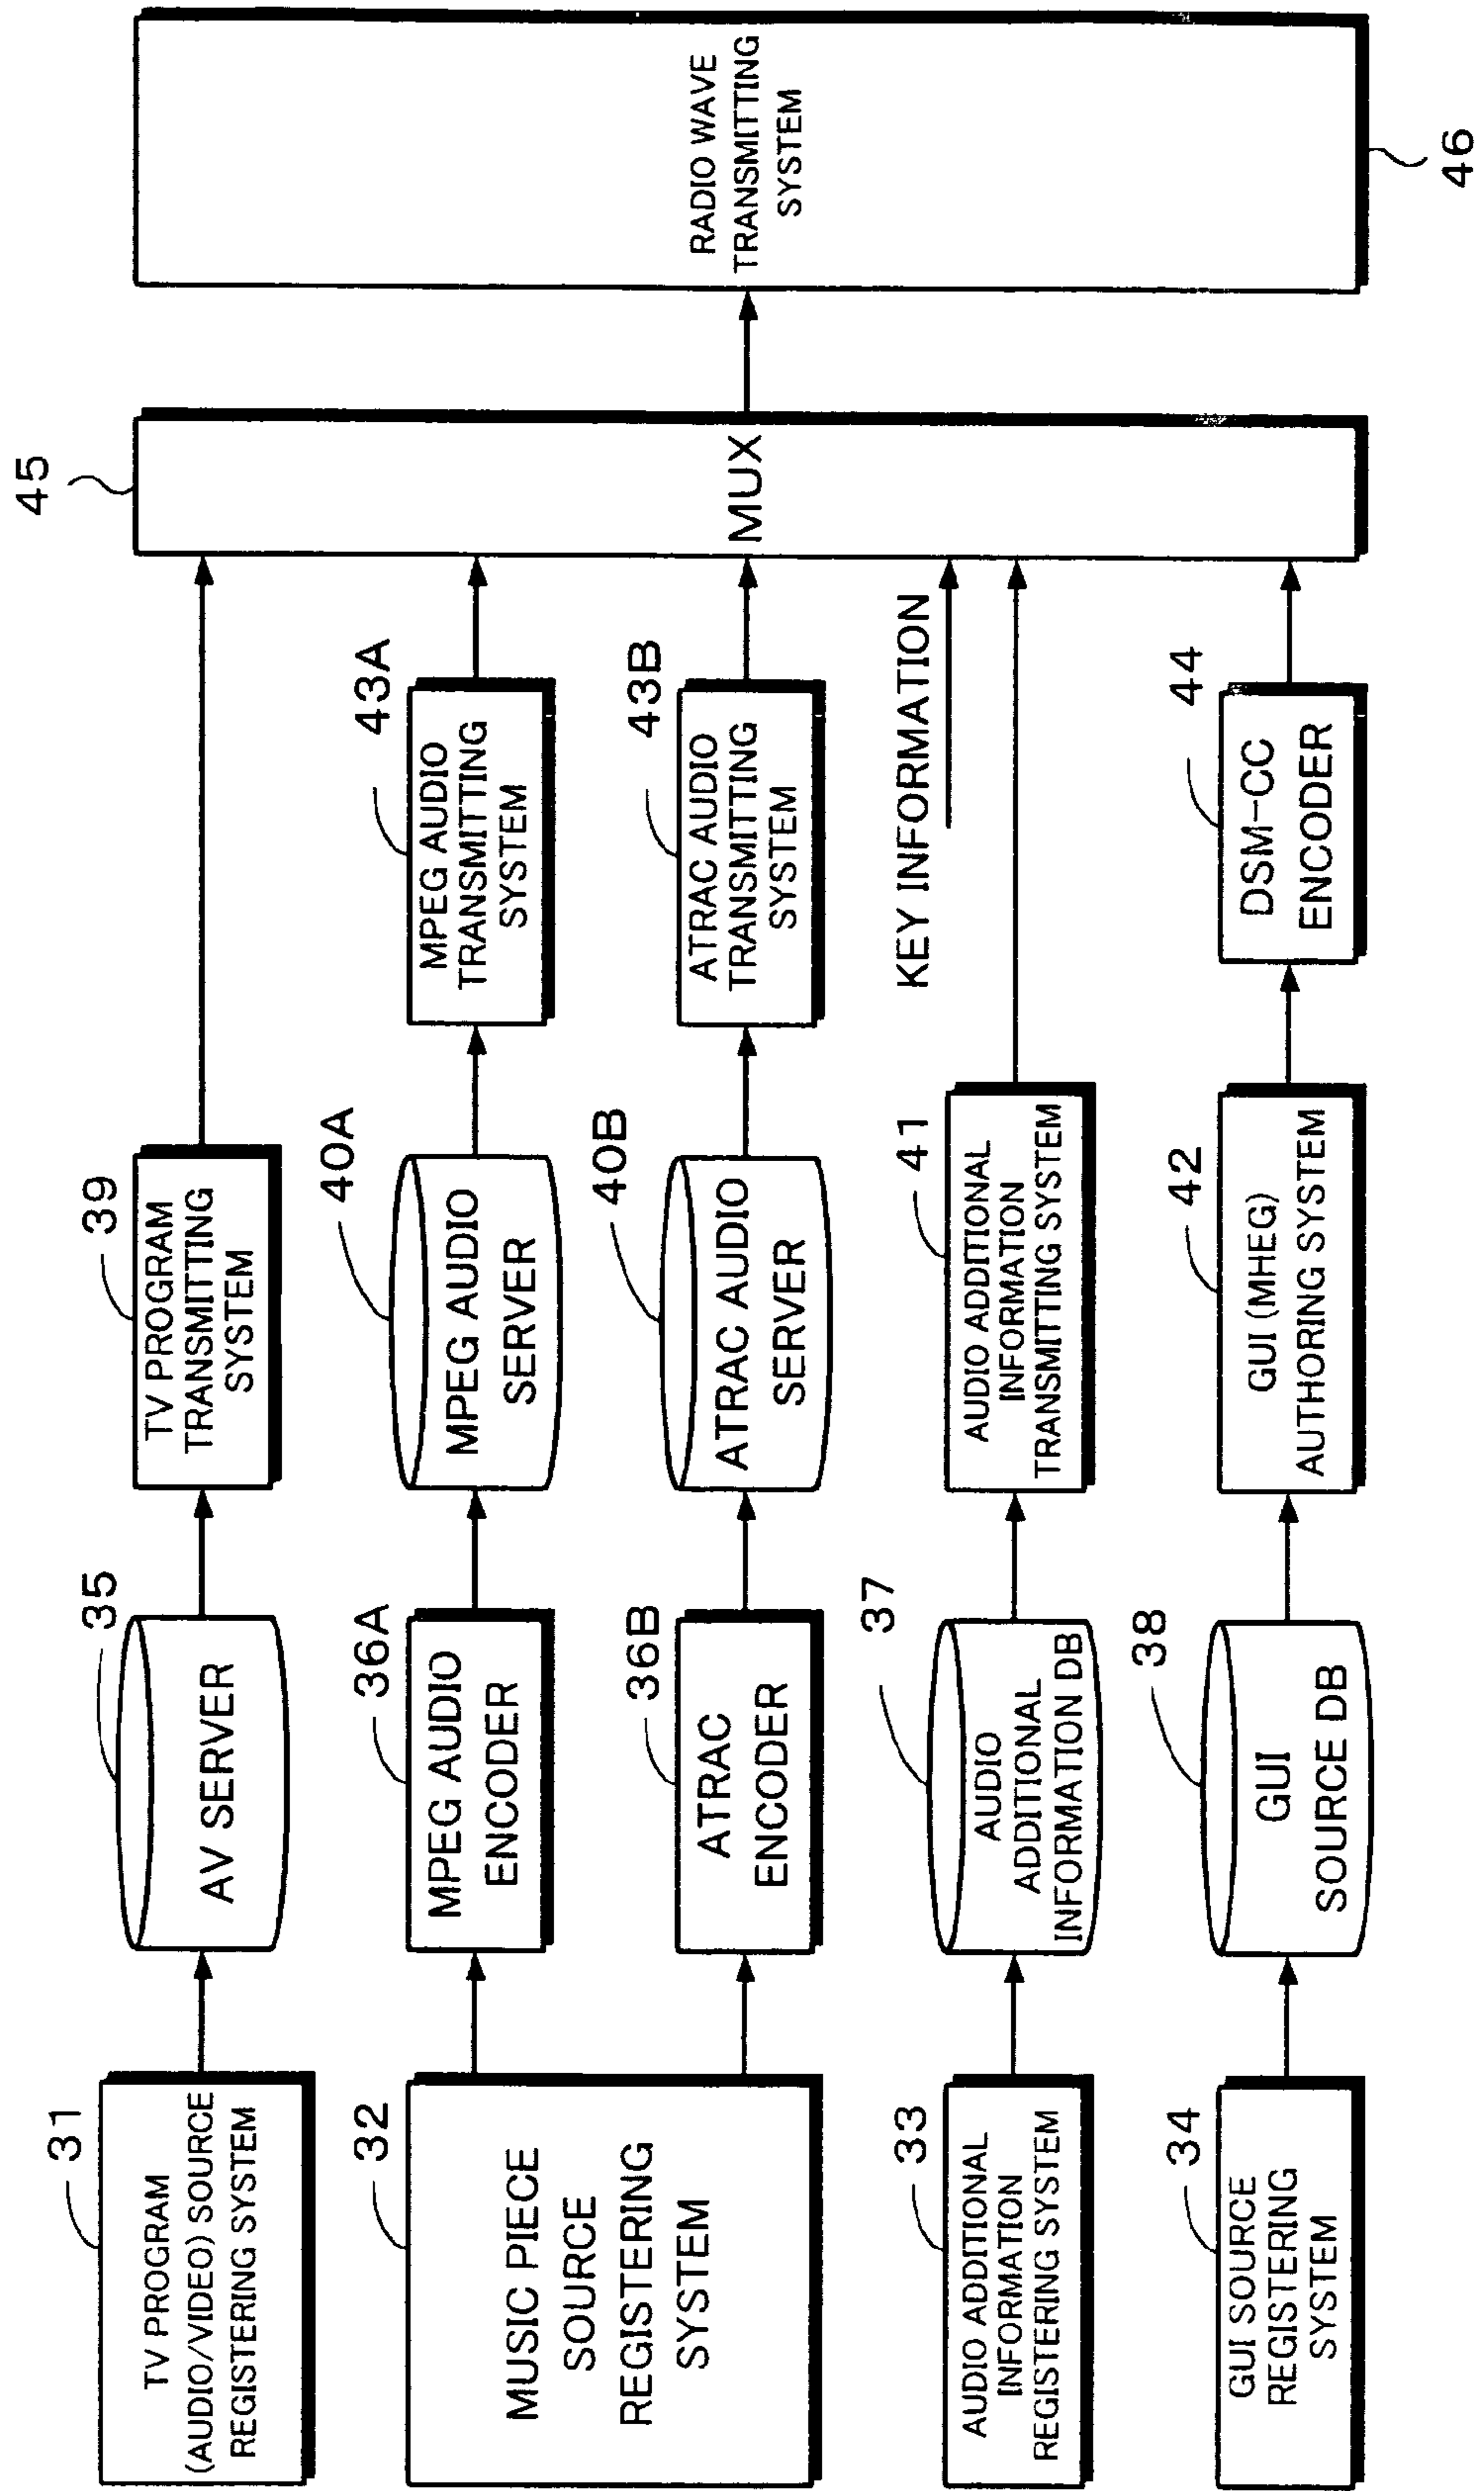 31
TV PROGRAM
(AUDIO/VIDEO) SOURCE
REGISTERING SYSTEM
35
AV SERVER
39
TV PROGRAM
TRANSMITTING
SYSTEM
32
MUSIC PIECE
SOURCE
REGISTERING
SYSTEM
36A
MPEG AUDIO
ENCODER
40A
MPEG AUDIO
SERVER
43A
MPEG AUDIO
TRANSMITTING
SYSTEM
36B
ATRAC
ENCODER
40B
ATRAC AUDIO
SERVER
43B
ATRAC AUDIO
TRANSMITTING
SYSTEM
KEY INFORMATION
33
AUDIO ADDITIONAL
INFORMATION
REGISTERING SYSTEM
37
AUDIO
ADDITIONAL
INFORMATION DB
41
AUDIO ADDITIONAL
INFORMATION
TRANSMITTING SYSTEM
34
GUI SOURCE
REGISTERING
SYSTEM
38
GUI
SOURCE DB
42
GUI (MHEG)
AUTHORING SYSTEM
44
DSM-CC
ENCODER
45
MUX
RADIO WAVE
TRANSMITTING
SYSTEM
46